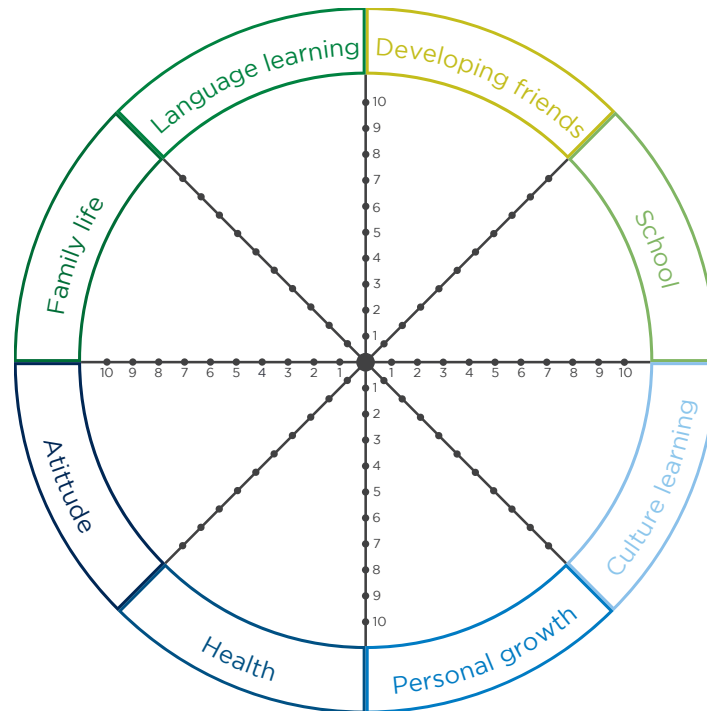 Language learning
Developing friends
School
Culture learning
Personal growth
Health
Atittude
Family life
10
9
8
7
6
5
4
3
2
1
10 9 8 7 6 5 4 3 2 1 1 2 3 4 5 6 7 8 9 10
1
2
3
4
5
6
7
8
9
10